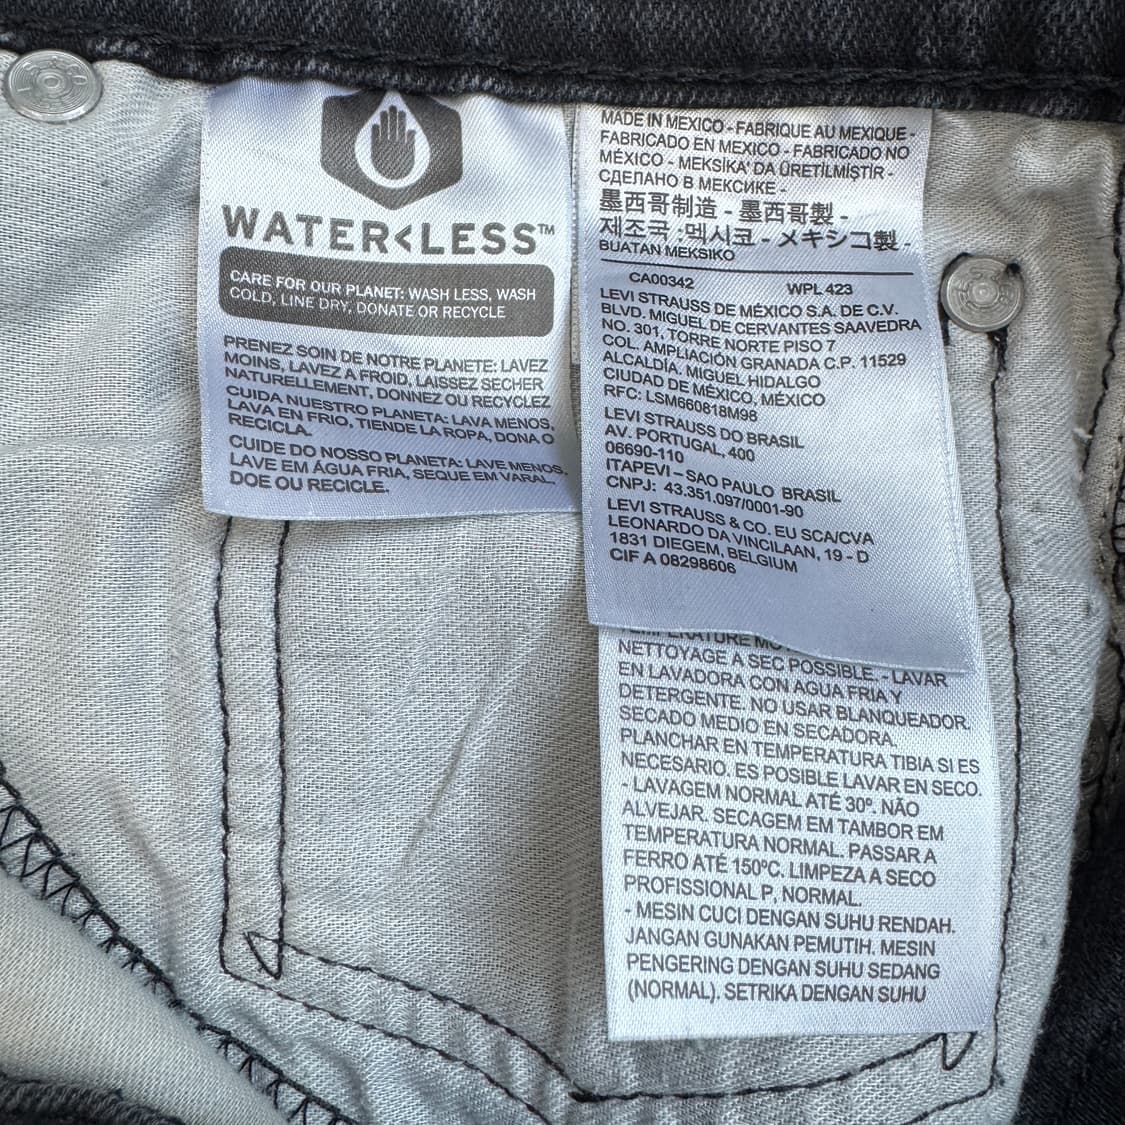 WATER<LESS™
CARE FOR OUR PLANET: WASH LESS, WASH
COLD, LINE DRY, DONATE OR RECYCLE
PRENEZ SOIN DE NOTRE PLANETE: LAVEZ
MOINS, LAVEZ A FROID, LAISSEZ SECHER
NATURELLEMENT, DONNEZ OU RECYCLEZ
CUIDA NUESTRO PLANETA: LAVA MENOS,
LAVA EN FRIO, TIENDE LA ROPA, DONA O
RECICLA.
CUIDE DO NOSSO PLANETA: LAVE MENOS,
LAVE EM ÁGUA FRIA, SEQUE EM VARAL,
DOE OU RECICLE.
MADE IN MEXICO - FABRIQUE AU MEXIQUE -
FABRICADO EN MEXICO - FABRICADO NO
MÉXICO - MEKSİKA' DA ÜRETİLMİŞTİR -
СДЕЛАНО В МЕКСИКЕ -
墨西哥制造 - 墨西哥製 -
제조국 :멕시코 - メキシコ製 -
BUATAN MEKSIKO
CA00342 WPL 423
LEVI STRAUSS DE MÉXICO S.A. DE C.V.
BLVD. MIGUEL DE CERVANTES SAAVEDRA
NO. 301, TORRE NORTE PISO 7
COL. AMPLIACIÓN GRANADA C.P. 11529
ALCALDÍA. MIGUEL HIDALGO
CIUDAD DE MÉXICO, MÉXICO
RFC: LSM660818M98
LEVI STRAUSS DO BRASIL
AV. PORTUGAL, 400
06690-110
ITAPEVI – SAO PAULO BRASIL
CNPJ: 43.351.097/0001-90
LEVI STRAUSS & CO. EU SCA/CVA
LEONARDO DA VINCILAAN, 19 - D
1831 DIEGEM, BELGIUM
CIF A 08298606
NETTOYAGE A SEC POSSIBLE. - LAVAR
EN LAVADORA CON AGUA FRIA Y
DETERGENTE. NO USAR BLANQUEADOR.
SECADO MEDIO EN SECADORA.
PLANCHAR EN TEMPERATURA TIBIA SI ES
NECESARIO. ES POSIBLE LAVAR EN SECO.
- LAVAGEM NORMAL ATÉ 30º. NÃO
ALVEJAR. SECAGEM EM TAMBOR EM
TEMPERATURA NORMAL. PASSAR A
FERRO ATÉ 150ºC. LIMPEZA A SECO
PROFISSIONAL P, NORMAL.
- MESIN CUCI DENGAN SUHU RENDAH.
JANGAN GUNAKAN PEMUTIH. MESIN
PENGERING DENGAN SUHU SEDANG
(NORMAL). SETRIKA DENGAN SUHU